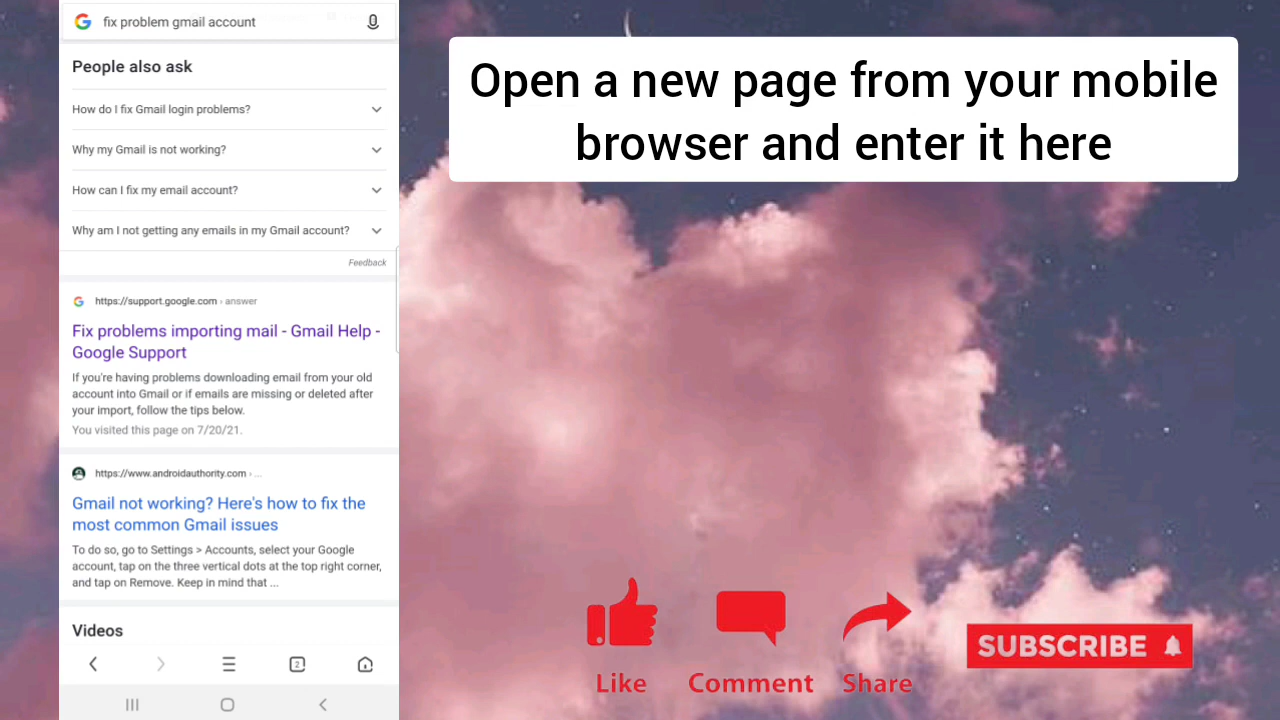 fix problem gmail account
People also ask
How do I fix Gmail login problems?
Why my Gmail is not working?
How can I fix my email account?
Why am I not getting any emails in my Gmail account?
Feedback
https://support.google.com › answer
Fix problems importing mail - Gmail Help -
Google Support
If you're having problems downloading email from your old
account into Gmail or if emails are missing or deleted after
your import, follow the tips below.
You visited this page on 7/20/21.
https://www.androidauthority.com › ...
Gmail not working? Here's how to fix the
most common Gmail issues
To do so, go to Settings > Accounts, select your Google
account, tap on the three vertical dots at the top right corner,
and tap on Remove. Keep in mind that ...
Videos
2
Open a new page from your mobile
browser and enter it here
Like
Comment
Share
SUBSCRIBE